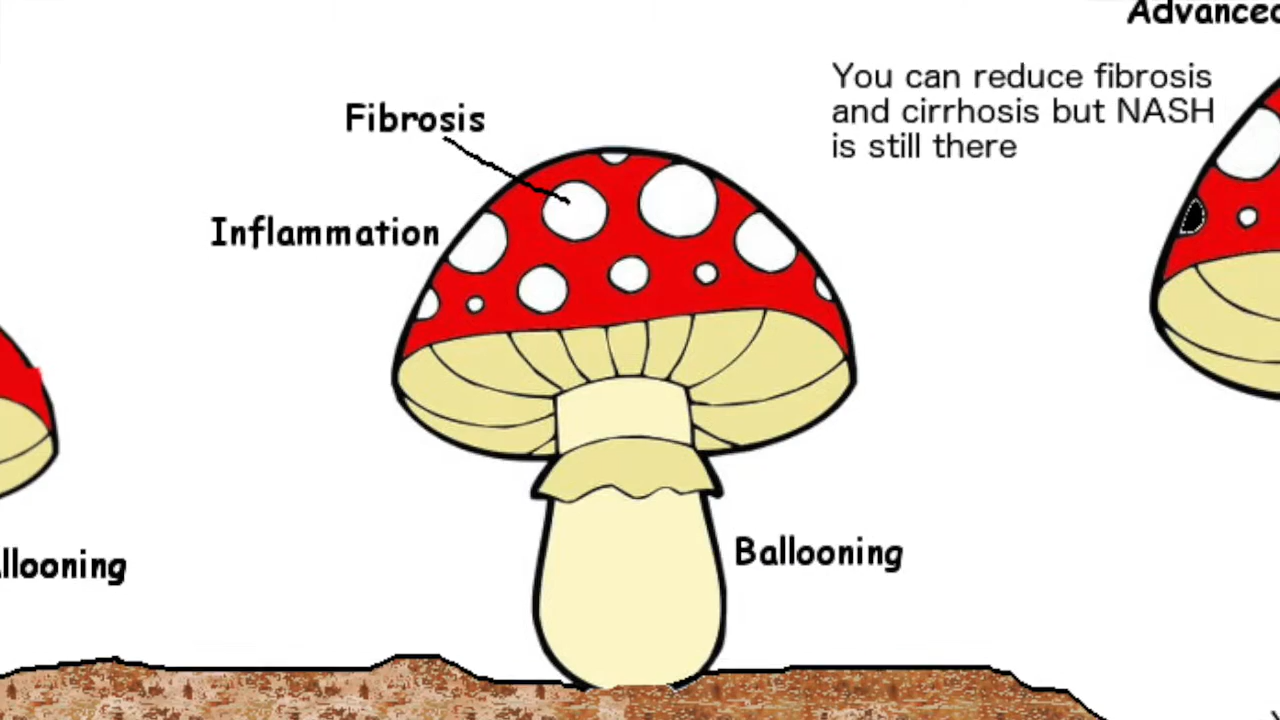 Advanced
You can reduce fibrosis
and cirrhosis but NASH
is still there
Fibrosis
Inflammation
Ballooning
llooning